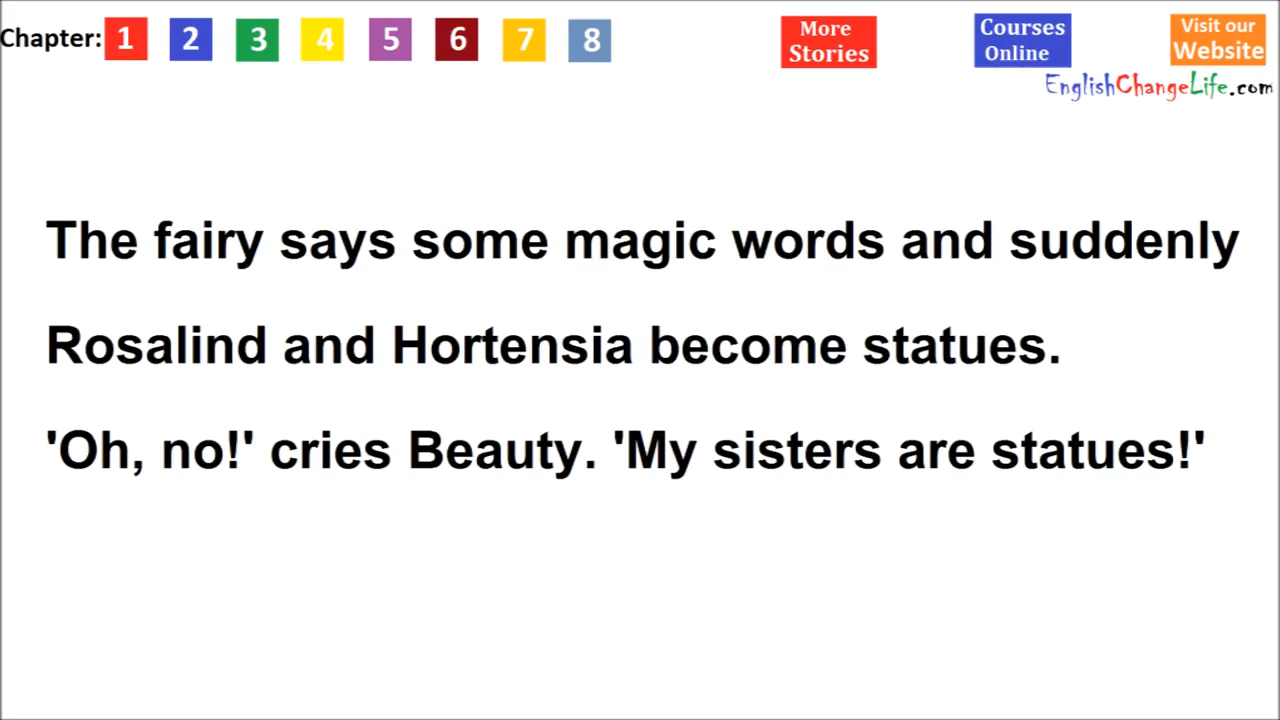 Chapter: 1 2 3 4 5 6 7 8
More
Stories
Courses
Online
Visit our
Website
EnglishChangeLife.com
The fairy says some magic words and suddenly
Rosalind and Hortensia become statues.
'Oh, no!' cries Beauty. 'My sisters are statues!'